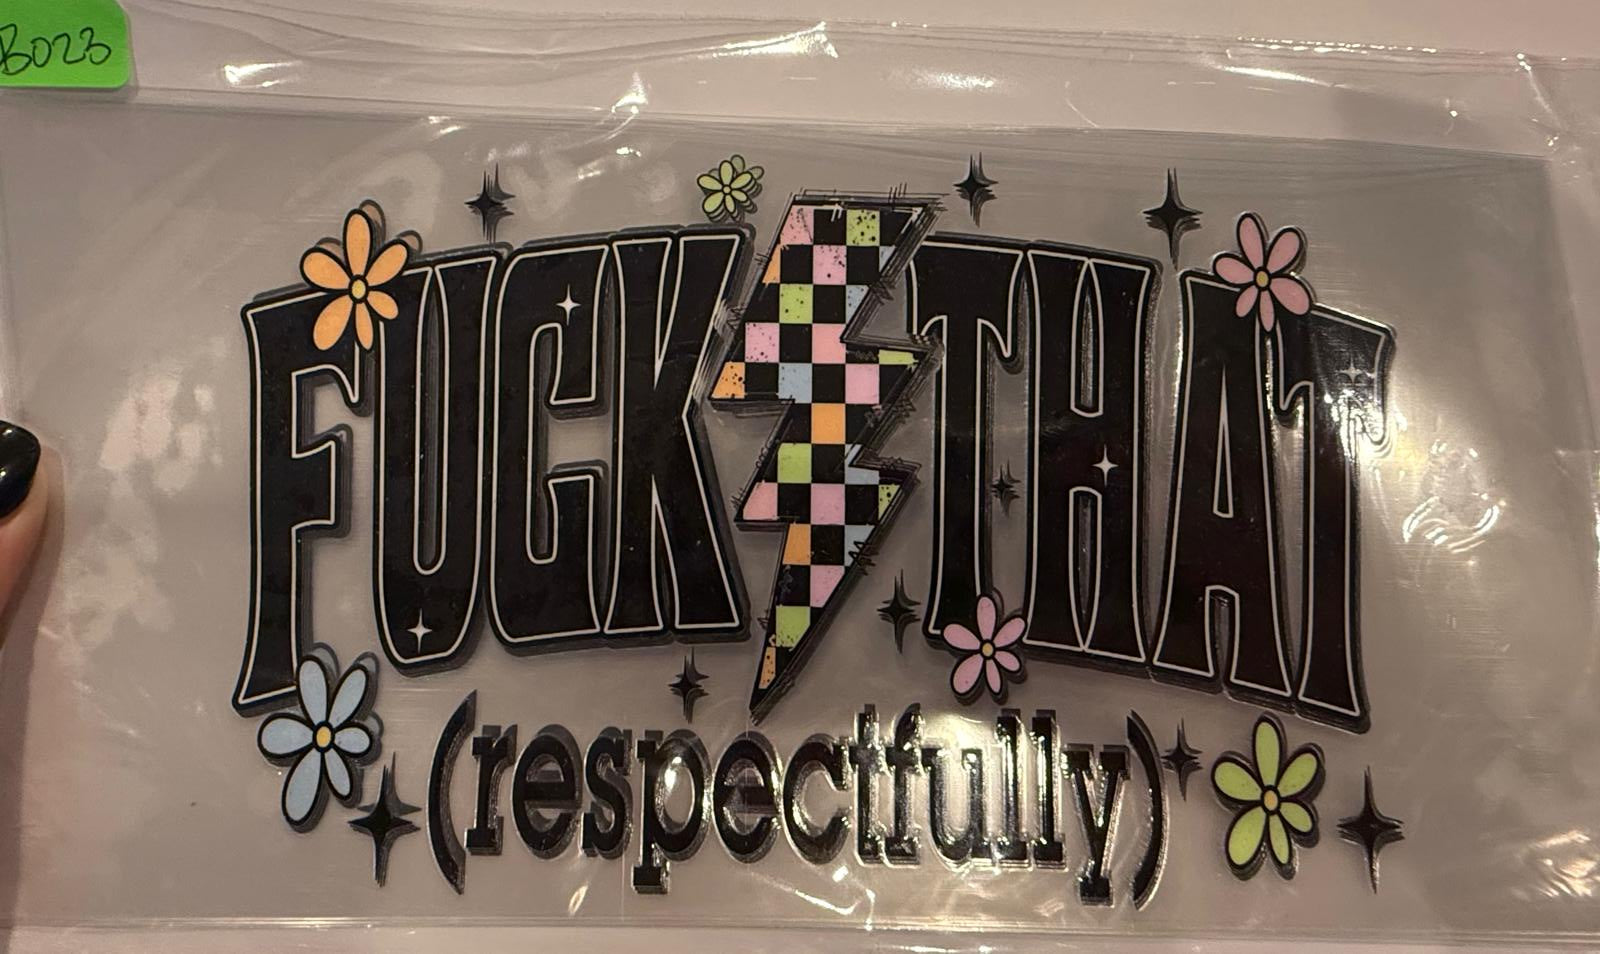 B023
FUCK THAT
(respectfully)